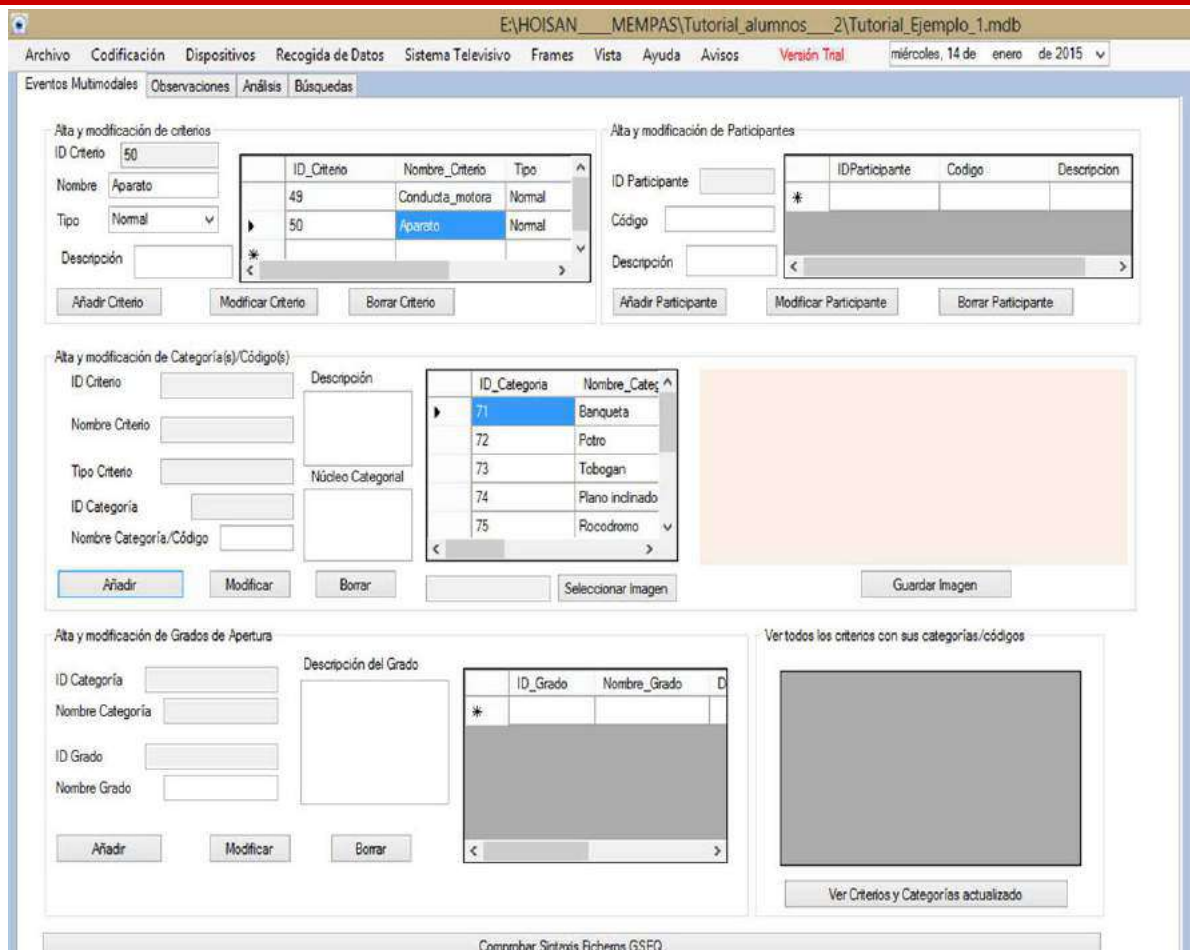 E:\HOISAN____MEMPAS\Tutorial_alumnos___2\Tutorial_Ejemplo_1.mdb
Archivo Codificación Dispositivos Recogida de Datos Sistema Televisivo Frames Vista Ayuda Avisos Versión Trial miércoles, 14 de enero de 2015
Eventos Multimodales Observaciones Análisis Búsquedas
Alta y modificación de criterios
ID Criterio 50
Nombre Aparato
Tipo Normal
Descripción
ID_Criterio Nombre_Criterio Tipo
49 Conducta_motora Normal
50 Aparato Normal
Añadir Criterio Modificar Criterio Borrar Criterio
Alta y modificación de Participantes
ID Participante
Código
Descripción
IDParticipante Codigo Descripcion
Añadir Participante Modificar Participante Borrar Participante
Alta y modificación de Categoría(s)/Código(s)
ID Criterio
Nombre Criterio
Tipo Criterio
ID Categoría
Nombre Categoría/Código
Descripción
Núcleo Categorial
ID_Categoria Nombre_Categ
71 Banqueta
72 Potro
73 Tobogan
74 Plano inclinado
75 Rocodromo
Añadir Modificar Borrar Seleccionar Imagen Guardar Imagen
Alta y modificación de Grados de Apertura
ID Categoría
Nombre Categoría
ID Grado
Nombre Grado
Descripción del Grado
ID_Grado Nombre_Grado D
Añadir Modificar Borrar
Ver todos los criterios con sus categorías/códigos
Ver Criterios y Categorías actualizado
Comprobar Sintaxis Ficheros GSEQ